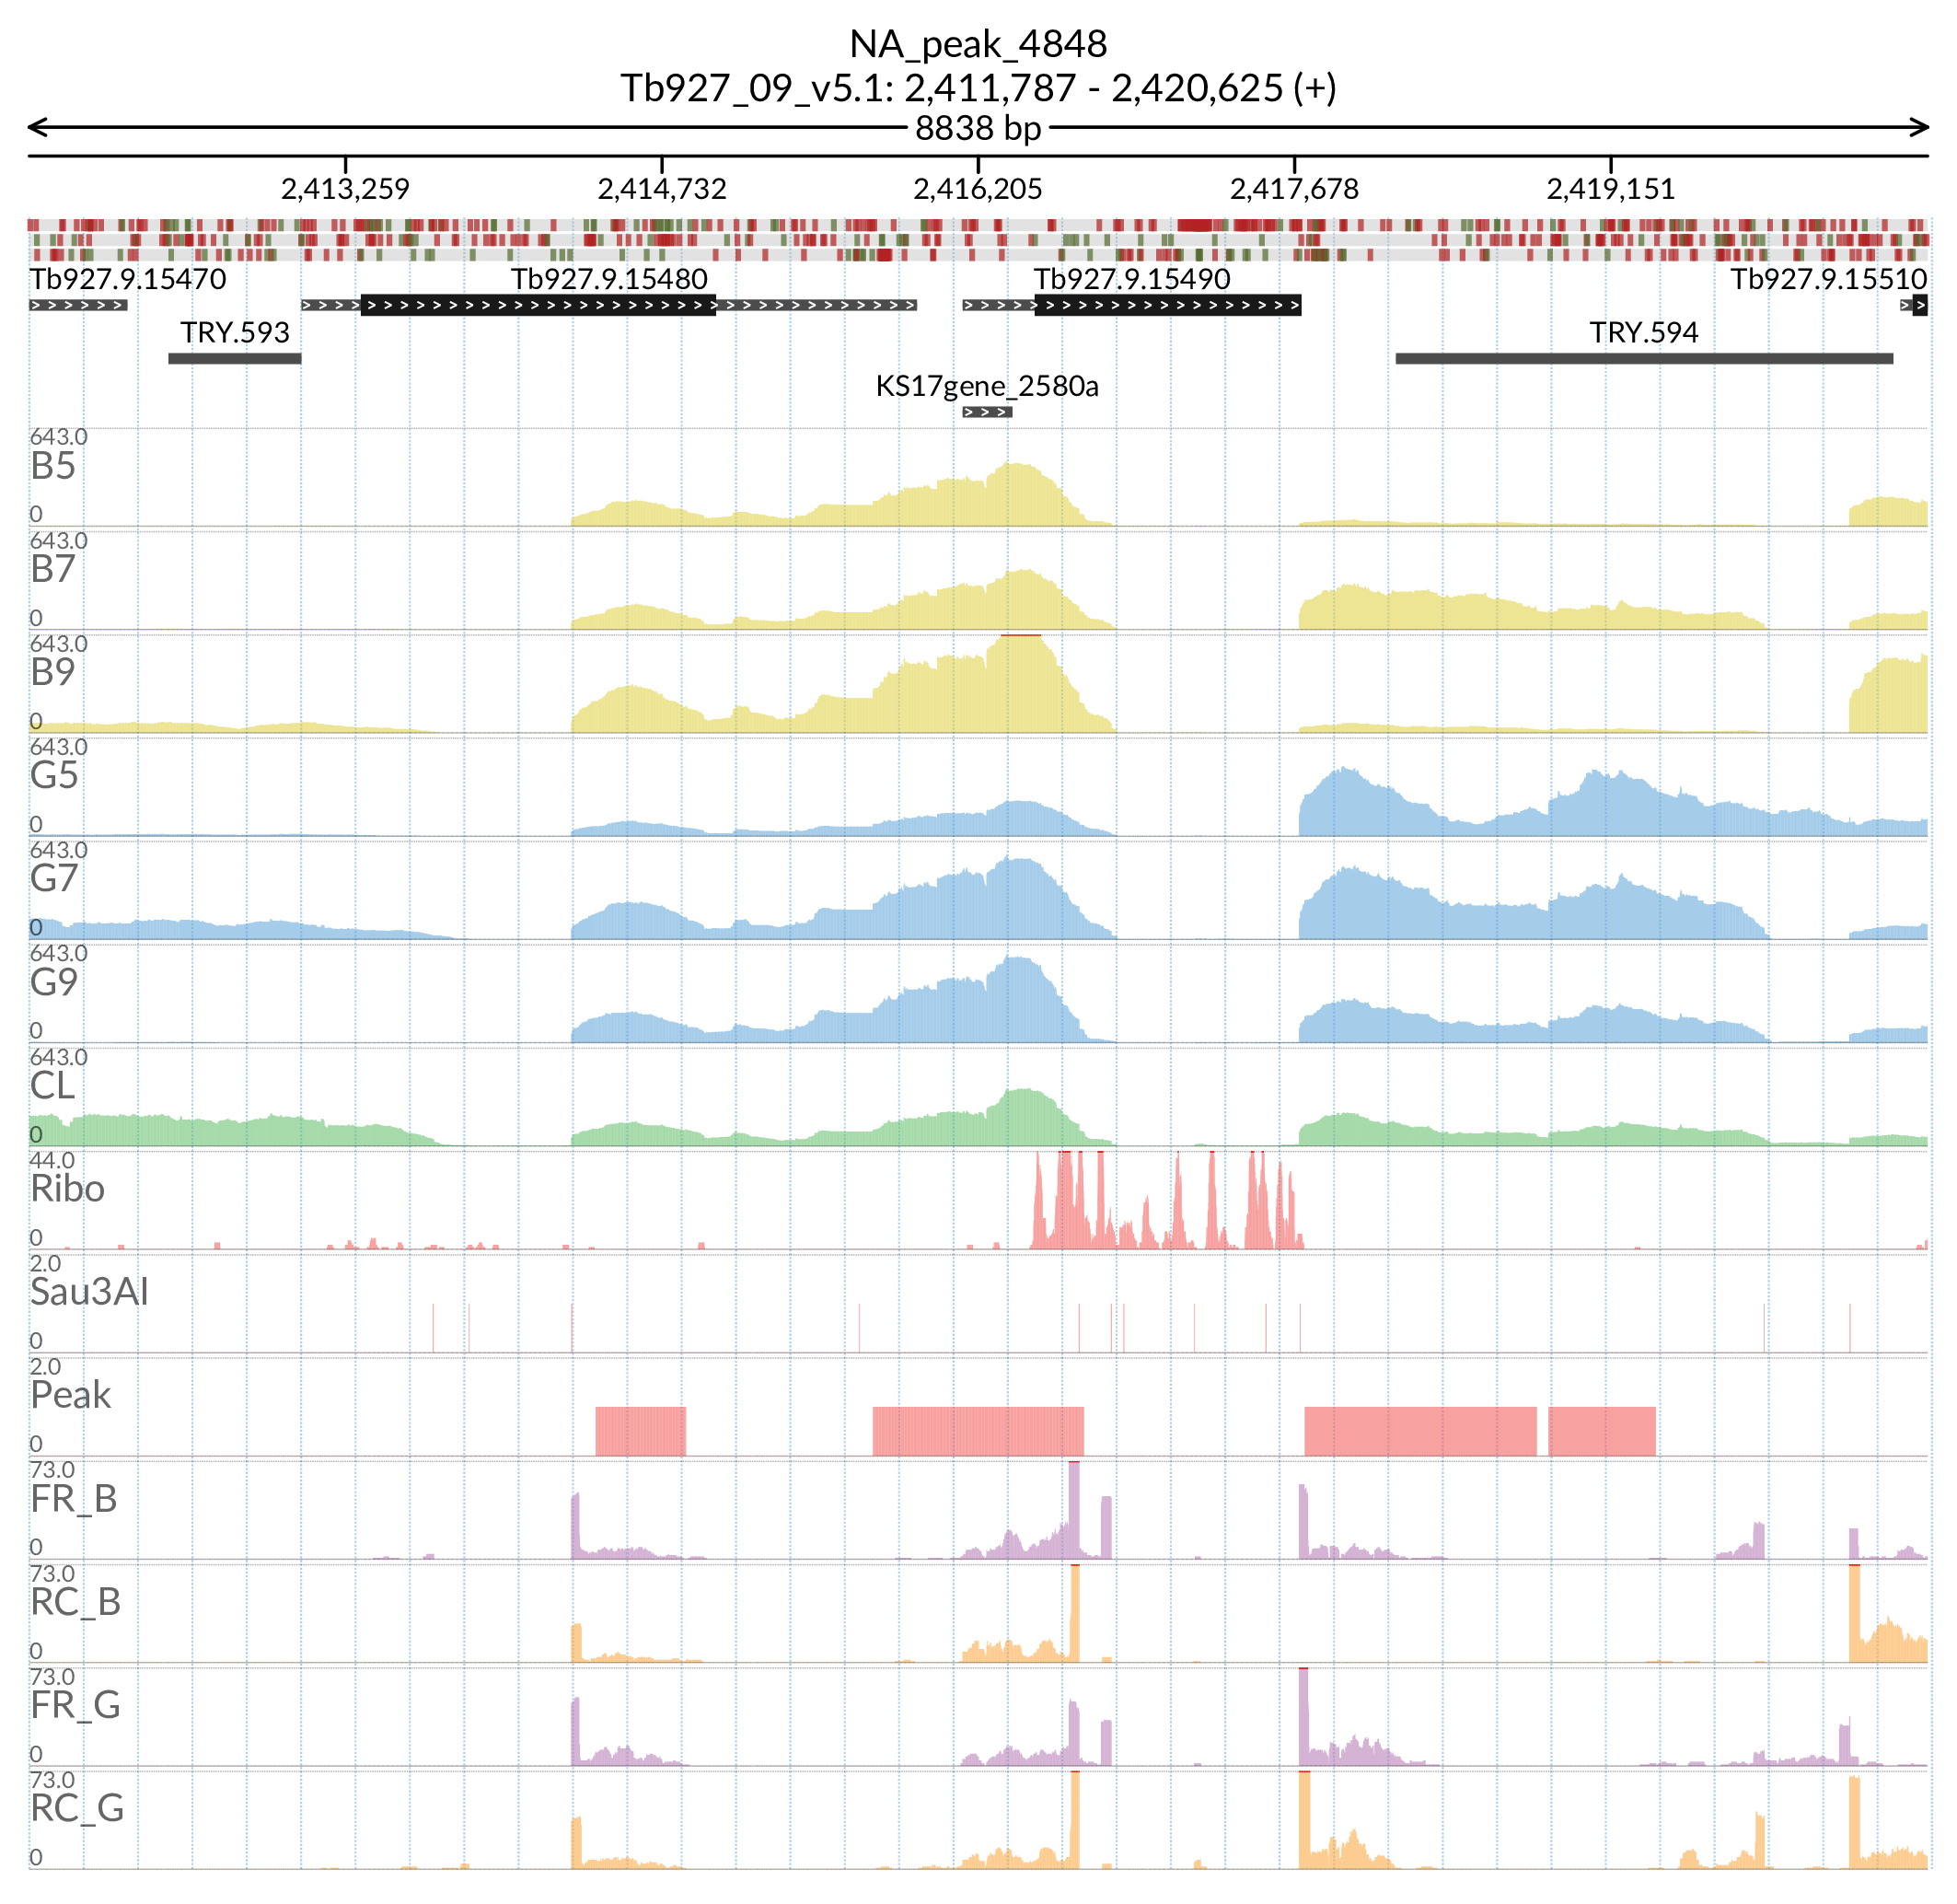 NA_peak_4848
Tb927_09_v5.1: 2,411,787 - 2,420,625 (+)
8838 bp
2,413,259 2,414,732 2,416,205 2,417,678 2,419,151
Tb927.9.15470 Tb927.9.15480 Tb927.9.15490 Tb927.9.15510
TRY.593 TRY.594
KS17gene_2580a
643.0
B5
0
643.0
B7
0
643.0
B9
0
643.0
G5
0
643.0
G7
0
643.0
G9
0
643.0
CL
0
44.0
Ribo
0
2.0
Sau3AI
0
2.0
Peak
0
73.0
FR_B
0
73.0
RC_B
0
73.0
FR_G
0
73.0
RC_G
0